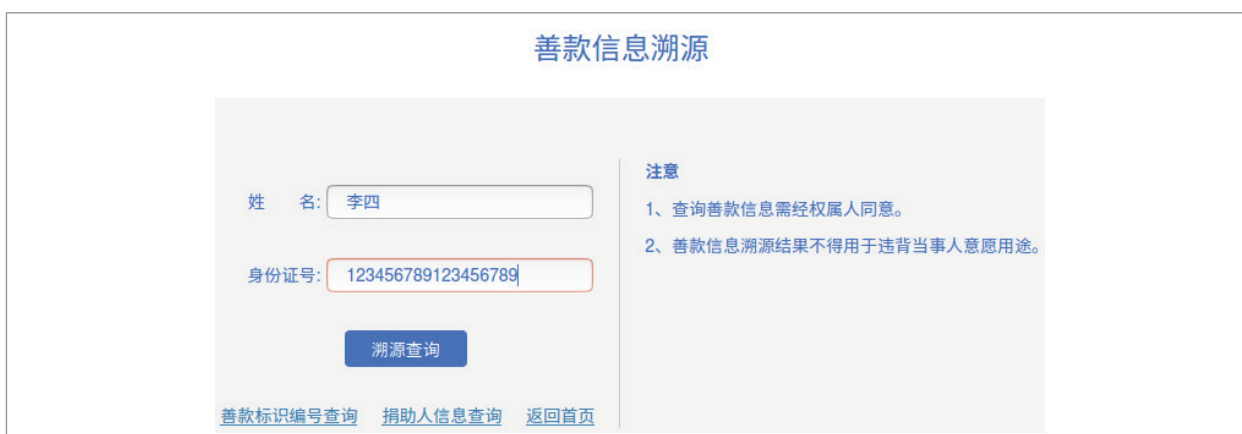 善款信息溯源
姓 名: 李四
身份证号: 123456789123456789
溯源查询
善款标识编号查询 捐助人信息查询 返回首页
注意
1、查询善款信息需经权属人同意。
2、善款信息溯源结果不得用于违背当事人意愿用途。